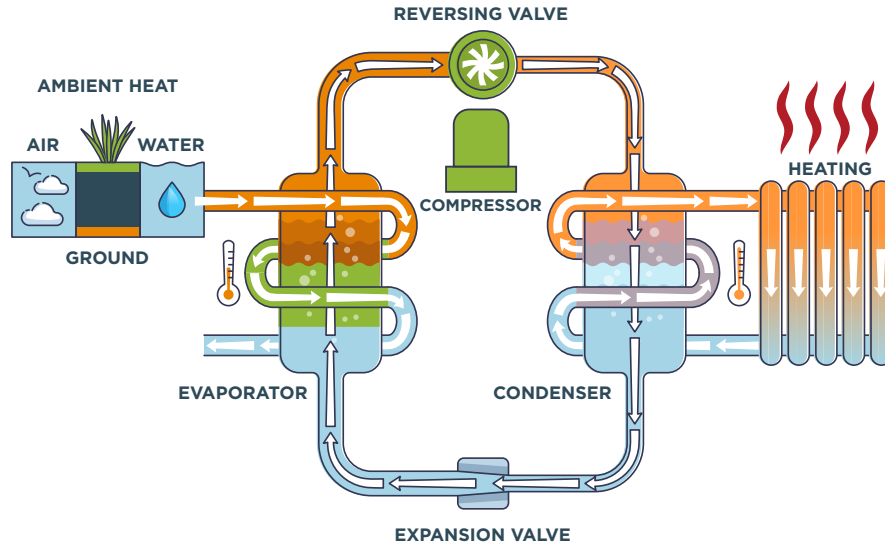 REVERSING VALVE
AMBIENT HEAT
AIR
WATER
HEATING
COMPRESSOR
GROUND
EVAPORATOR
CONDENSER
EXPANSION VALVE